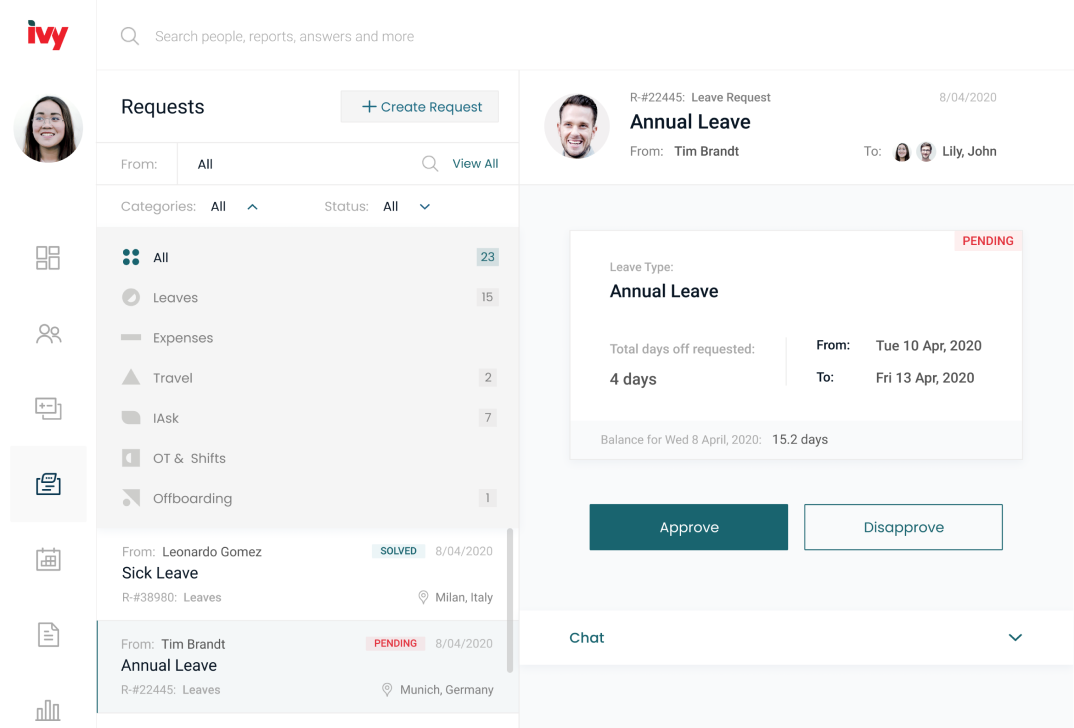 ivy
Search people, reports, answers and more
Requests
+ Create Request
From: All View All
Categories: All Status: All
All 23
Leaves 15
Expenses
Travel 2
IAsk 7
OT & Shifts
Offboarding 1
From: Leonardo Gomez SOLVED 8/04/2020
Sick Leave
R-#38980: Leaves Milan, Italy
From: Tim Brandt PENDING 8/04/2020
Annual Leave
R-#22445: Leaves Munich, Germany
R-#22445: Leave Request 8/04/2020
Annual Leave
From: Tim Brandt To: Lily, John
PENDING
Leave Type:
Annual Leave
Total days off requested:
4 days
From: Tue 10 Apr, 2020
To: Fri 13 Apr, 2020
Balance for Wed 8 April, 2020: 15.2 days
Approve Disapprove
Chat